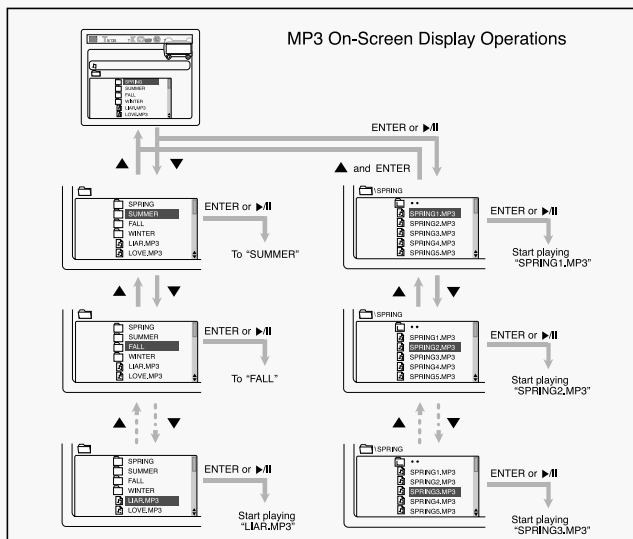 MP3 On-Screen Display Operations
SPRING
SUMMER
FALL
WINTER
LIAR.MP3
LOVE.MP3
ENTER or ▶/II
▲ ▼
▲ and ENTER
SPRING
SUMMER
FALL
WINTER
LIAR.MP3
LOVE.MP3
ENTER or ▶/II
To “SUMMER”
\SPRING
• •
SPRING1.MP3
SPRING2.MP3
SPRING3.MP3
SPRING4.MP3
SPRING5.MP3
ENTER or ▶/II
Start playing
“SPRING1.MP3”
▲ ▼
▲ ▼
SPRING
SUMMER
FALL
WINTER
LIAR.MP3
LOVE.MP3
ENTER or ▶/II
To “FALL”
\SPRING
• •
SPRING1.MP3
SPRING2.MP3
SPRING3.MP3
SPRING4.MP3
SPRING5.MP3
ENTER or ▶/II
Start playing
“SPRING2.MP3”
▲ ▼
▲ ▼
SPRING
SUMMER
FALL
WINTER
LIAR.MP3
LOVE.MP3
ENTER or ▶/II
Start playing
“LIAR.MP3”
\SPRING
• •
SPRING1.MP3
SPRING2.MP3
SPRING3.MP3
SPRING4.MP3
SPRING5.MP3
ENTER or ▶/II
Start playing
“SPRING3.MP3”